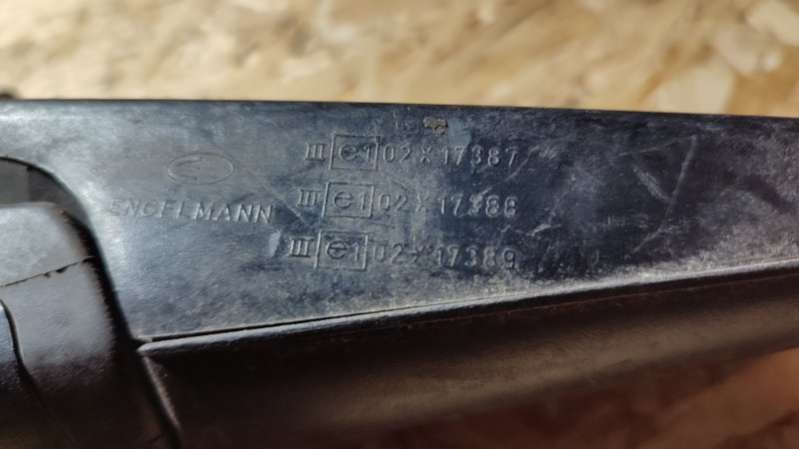 III e1 02*17387
ENGELMANN
III e1 02*17388
III e1 02*17389